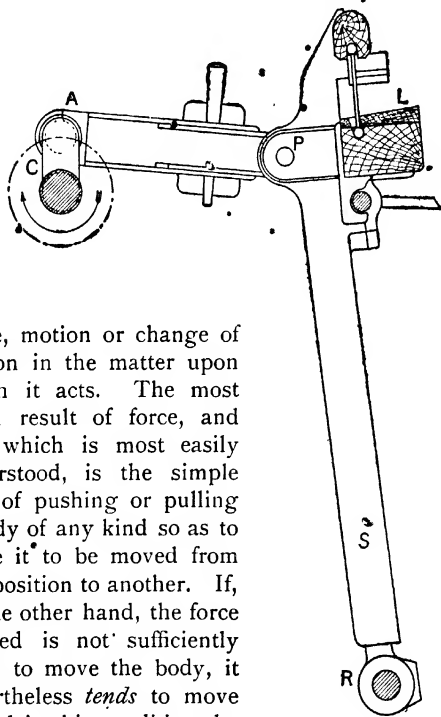 A
L
P
C
e, motion or change of
on in the matter upon
n it acts. The most
result of force, and
which is most easily
rstood, is the simple
of pushing or pulling
dy of any kind so as to
e it to be moved from
position to another. If,
e other hand, the force
ed is not sufficiently
to move the body, it
rtheless tends to move
S
R